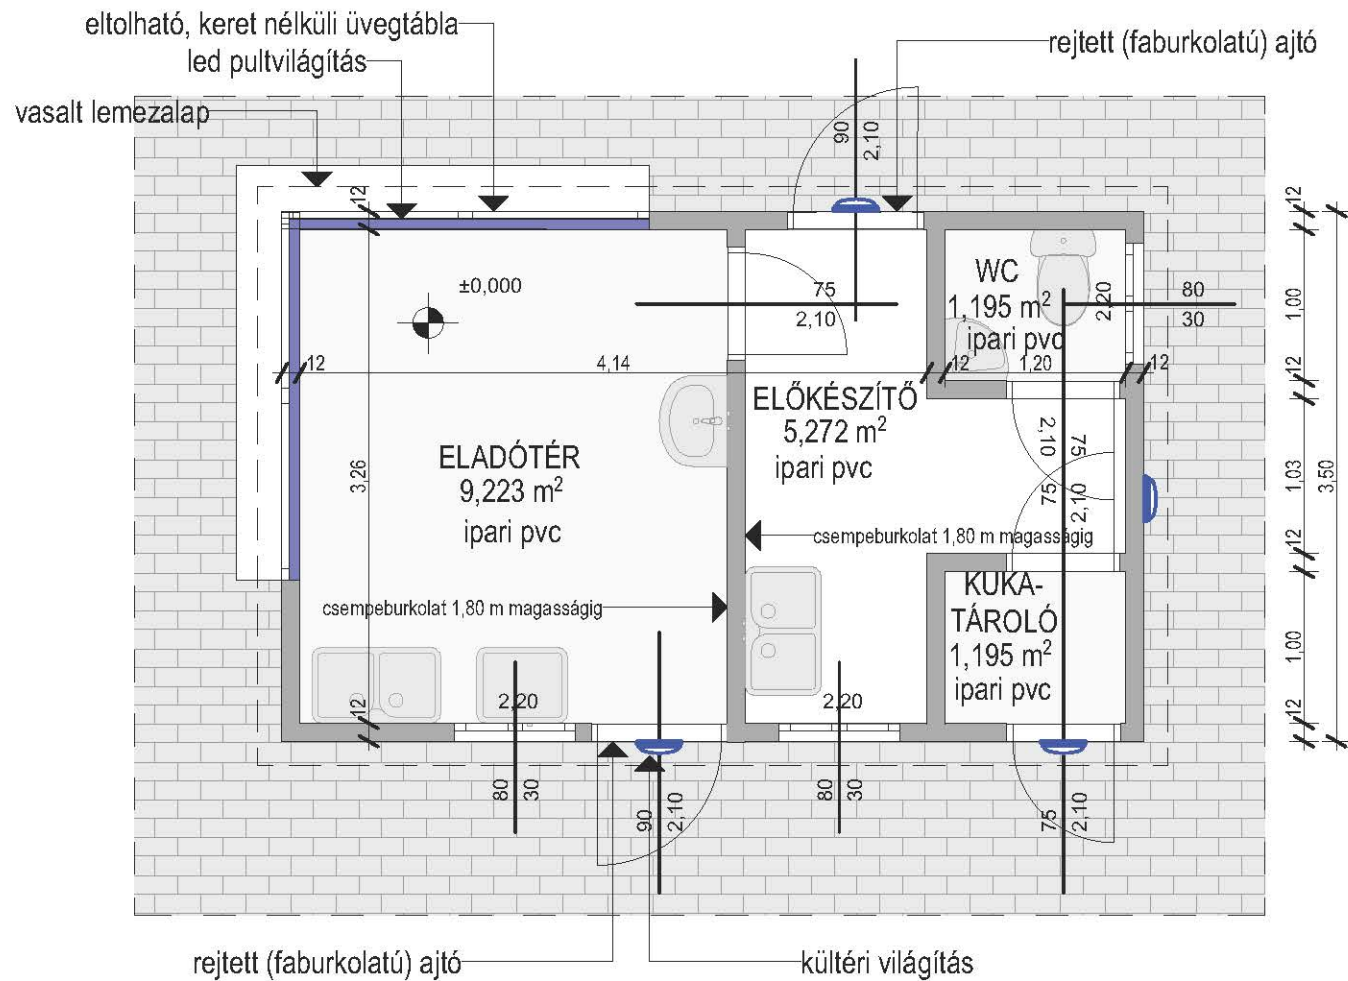 eltolható, keret nélküli üvegtábla
led pultvilágítás
vasalt lemezalap
rejtett (faburkolatú) ajtó
90
2,10
12
12
±0,000
75
2,10
WC
1,195 m²
ipari pvc
2,20
80
30
1,00
12
4,14
12
1,20
12
12
ELŐKÉSZÍTŐ
5,272 m²
ipari pvc
75
2,10
75
2,10
1,03
3,50
ELADÓTÉR
9,223 m²
ipari pvc
3,26
csempeburkolat 1,80 m magasságig
12
csempeburkolat 1,80 m magasságig
KUKA-
TÁROLÓ
1,195 m²
ipari pvc
1,00
12
2,20
2,20
12
80
30
90
2,10
80
30
75
2,10
rejtett (faburkolatú) ajtó
kültéri világítás